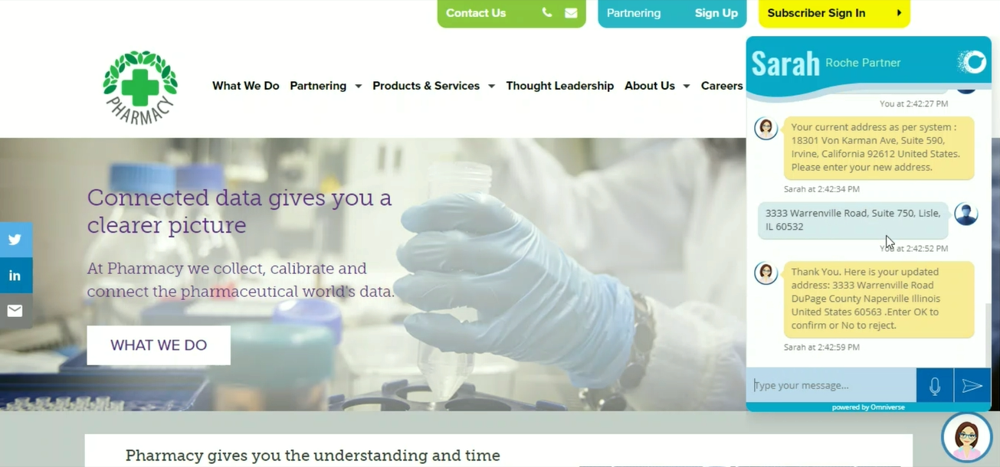 Contact Us
Partnering Sign Up
Subscriber Sign In
PHARMACY
What We Do Partnering Products & Services Thought Leadership About Us Careers
Connected data gives you a
clearer picture
At Pharmacy we collect, calibrate and
connect the pharmaceutical world's data.
WHAT WE DO
Pharmacy gives you the understanding and time
Sarah Roche Partner
You at 2:42:27 PM
Your current address as per system :
18301 Von Karman Ave, Suite 590,
Irvine, California 92612 United States.
Please enter your new address.
Sarah at 2:42:34 PM
3333 Warrenville Road, Suite 750, Lisle,
IL 60532
You at 2:42:52 PM
Thank You. Here is your updated
address: 3333 Warrenville Road
DuPage County Naperville Illinois
United States 60563 .Enter OK to
confirm or No to reject.
Sarah at 2:42:59 PM
Type your message...
powered by Omniverse
in